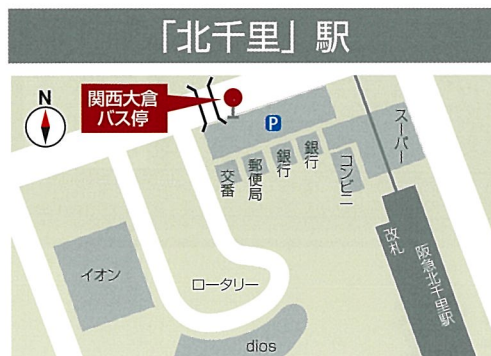 「北千里」駅
N
関西大倉
バス停
P
交番
郵便局
銀行
銀行
コンビニ
スーパー
改札
阪急北千里駅
イオン
ロータリー
dios